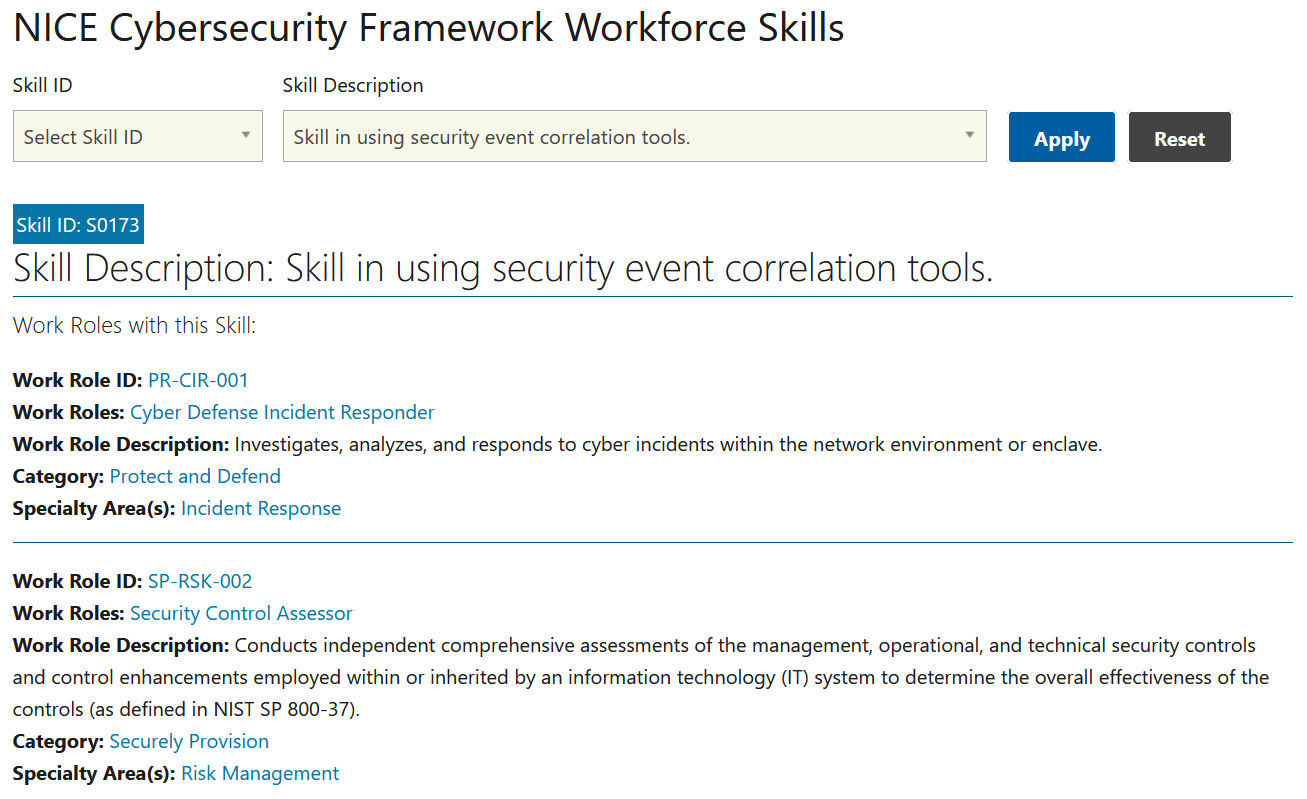 NICE Cybersecurity Framework Workforce Skills
Skill ID
Skill Description
Select Skill ID
Skill in using security event correlation tools.
Apply
Reset
Skill ID: S0173
Skill Description: Skill in using security event correlation tools.
Work Roles with this Skill:
Work Role ID: PR-CIR-001
Work Roles: Cyber Defense Incident Responder
Work Role Description: Investigates, analyzes, and responds to cyber incidents within the network environment or enclave.
Category: Protect and Defend
Specialty Area(s): Incident Response
Work Role ID: SP-RSK-002
Work Roles: Security Control Assessor
Work Role Description: Conducts independent comprehensive assessments of the management, operational, and technical security controls
and control enhancements employed within or inherited by an information technology (IT) system to determine the overall effectiveness of the
controls (as defined in NIST SP 800-37).
Category: Securely Provision
Specialty Area(s): Risk Management